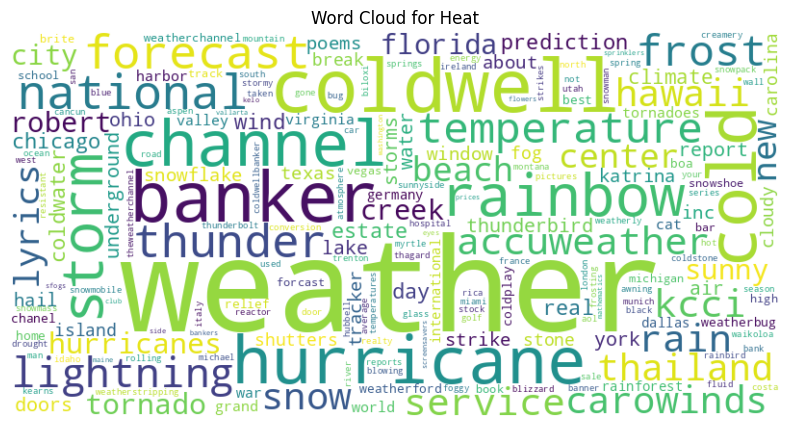 Word Cloud for Heat
brite weatherchannel mountain poems florida prediction creamery sprinklers
city forecast school break about frost
national harbor track springs energy ireland north spring snowpack wall
san blue south stormy taken gone bug biloxi not utah strikes best climate tornadoes snowman carolina
coldwell hawaii
robert ohio valley wind virginia cancun aspen vallarta kelo car storms water temperature flowers washington
chicago channel window fog center report
ocean west road texas vegas beach katrina boa your new
lyrics storm coldwater underground snowflake theweatherchannel coldwellbanker atmosphere germany sunnyside montana pictures snowshoe series cloudy cold
banker creek rainbow prices inc cat bar
resistant thunderbolt conversion estate hospital eyes thunderbird weatherly hot
thunder used lake myrtle accuweather coldstone sunny
sfogs hail trenton thagard france london michigan air season
snowmobile forcast rica miami international coldplay frosting awning mathematics
weather day real kcci high
snowmass club relief reactor italy tracker average temperatures stock glass golf munich black aol dallas weatherbug
chanel island
home hurricanes side bankers shutters hubbell strike stone york rain thailand waikoloa
drought man rolling michael door realty screensavers bank
idaho maine hurricane reports blowing river rainbird
lightning snow weatherford foggy book blizzard rainforest sale banner fluid costa
kearns weatherstripping war
doors tornado grand world service carowinds